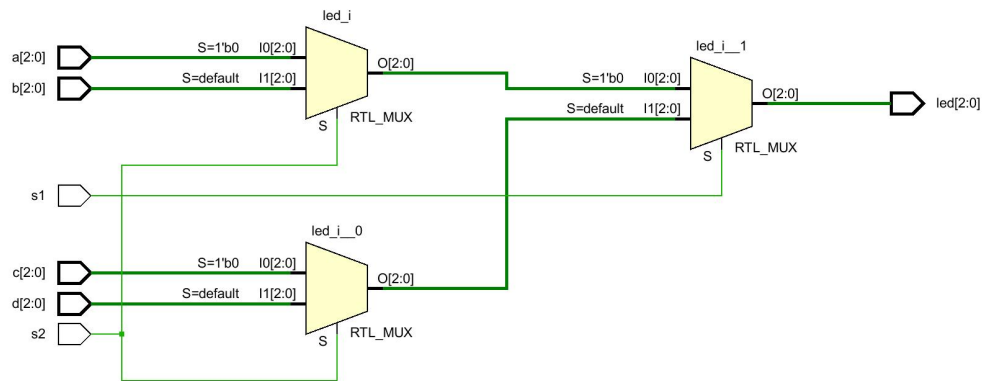 led_i
a[2:0] S=1'b0 I0[2:0] O[2:0]
b[2:0] S=default I1[2:0]
S RTL_MUX
led_i__1
S=1'b0 I0[2:0] O[2:0] led[2:0]
S=default I1[2:0]
S RTL_MUX
s1
led_i__0
c[2:0] S=1'b0 I0[2:0] O[2:0]
d[2:0] S=default I1[2:0]
s2 S RTL_MUX